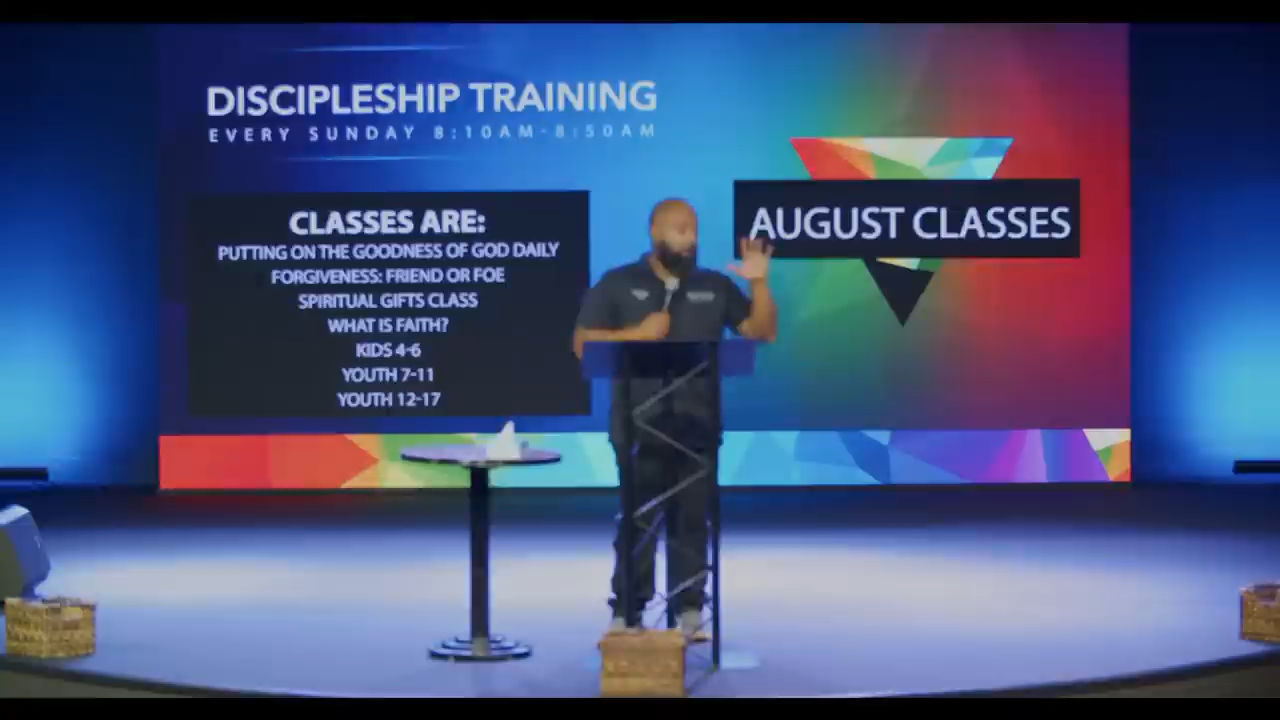 DISCIPLESHIP TRAINING
EVERY SUNDAY 8:10AM-8:50AM
CLASSES ARE:
PUTTING ON THE GOODNESS OF GOD DAILY
FORGIVENESS: FRIEND OR FOE
SPIRITUAL GIFTS CLASS
WHAT IS FAITH?
KIDS 4-6
YOUTH 7-11
YOUTH 12-17
AUGUST CLASSES